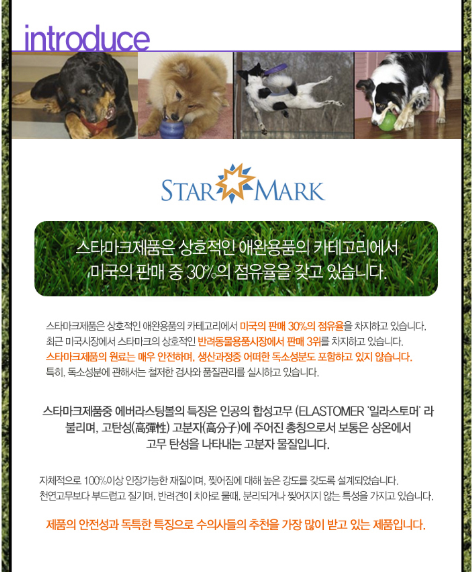 introduce
STAR MARK
스타마크제품은 상호적인 애완용품의 카테고리에서
미국의 판매 중 30%의 점유율을 갖고 있습니다.
스타마크제품은 상호적인 애완용품의 카테고리에서 미국의 판매 30%의 점유율을 차지하고 있습니다.
최근 미국시장에서 스타마크의 상호적인 반려동물용품시장에서 판매 3위를 차지하고 있습니다.
스타마크제품의 원료는 매우 안전하며, 생산과정중 어떠한 독소성분도 포함하고 있지 않습니다.
특히, 독소성분에 관해서는 철저한 검사와 품질관리를 실시하고 있습니다.
스타마크제품중 에버라스팅볼의 특징은 인공의 합성고무 (ELASTOMER '일라스토머' 라
불리며, 고탄성(高彈性) 고분자(高分子)에 주어진 총칭으로서 보통은 상온에서
고무 탄성을 나타내는 고분자 물질입니다.
자체적으로 100%이상 인장가능한 재질이며, 찢어짐에 대해 높은 강도를 갖도록 설계되었습니다.
천연고무보다 부드럽고 질기며, 반려견이 치아로 물때, 분리되거나 찢어지지 않는 특성을 가지고 있습니다.
제품의 안전성과 독특한 특징으로 수의사들의 추천을 가장 많이 받고 있는 제품입니다.